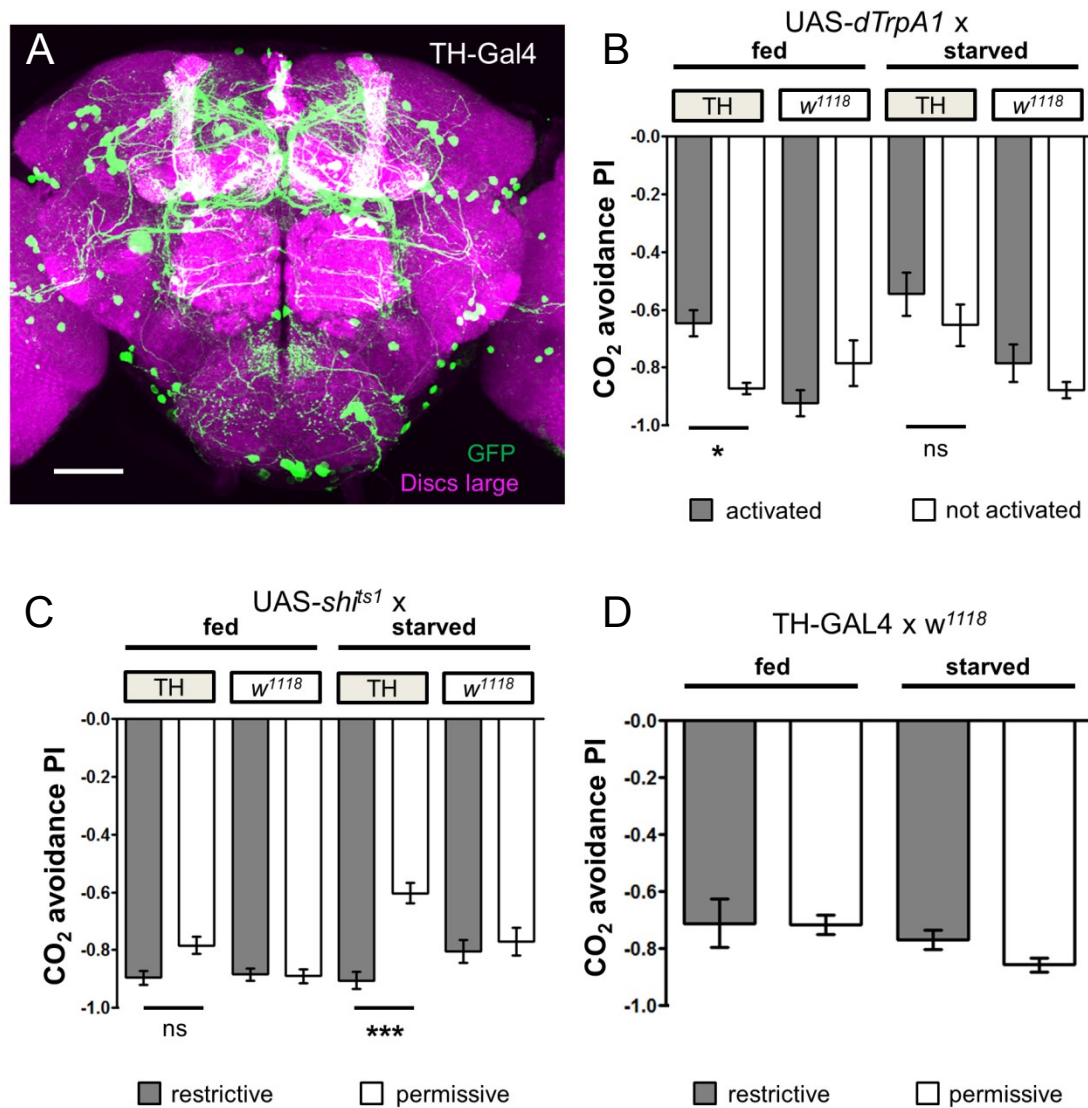 A
TH-Gal4
GFP
Discs large
B
UAS-dTrpA1 x
fed
starved
TH
w1118
TH
w1118
CO2 avoidance PI
-0.0
-0.2
-0.4
-0.6
-0.8
-1.0
*
ns
activated
not activated
C
UAS-shits1 x
fed
starved
TH
w1118
TH
w1118
CO2 avoidance PI
-0.0
-0.2
-0.4
-0.6
-0.8
-1.0
ns
***
restrictive
permissive
D
TH-GAL4 x w1118
fed
starved
CO2 avoidance PI
-0.0
-0.2
-0.4
-0.6
-0.8
-1.0
restrictive
permissive